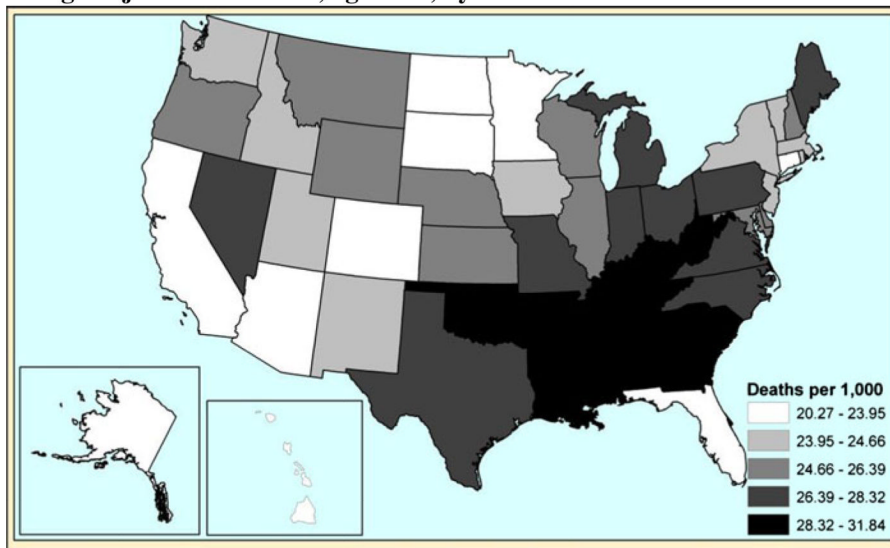 Deaths per 1,000
20.27 - 23.95
23.95 - 24.66
24.66 - 26.39
26.39 - 28.32
28.32 - 31.84